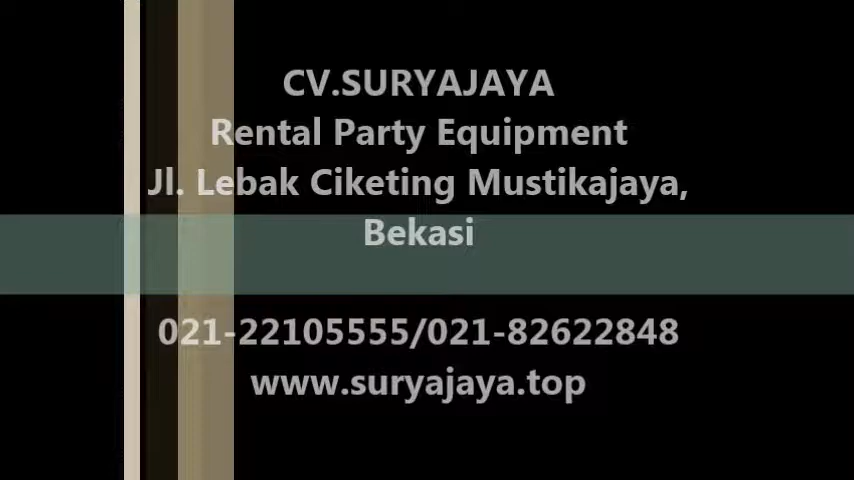 CV.SURYAJAYA
Rental Party Equipment
Jl. Lebak Ciketing Mustikajaya,
Bekasi
021-22105555/021-82622848
www.suryajaya.top